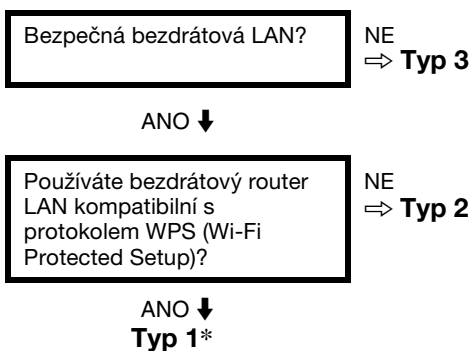 Bezpečná bezdrátová LAN?
NE
⇨ Typ 3
ANO ⬇
Používáte bezdrátový router
LAN kompatibilní s
protokolem WPS (Wi-Fi
Protected Setup)?
NE
⇨ Typ 2
ANO ⬇
Typ 1*